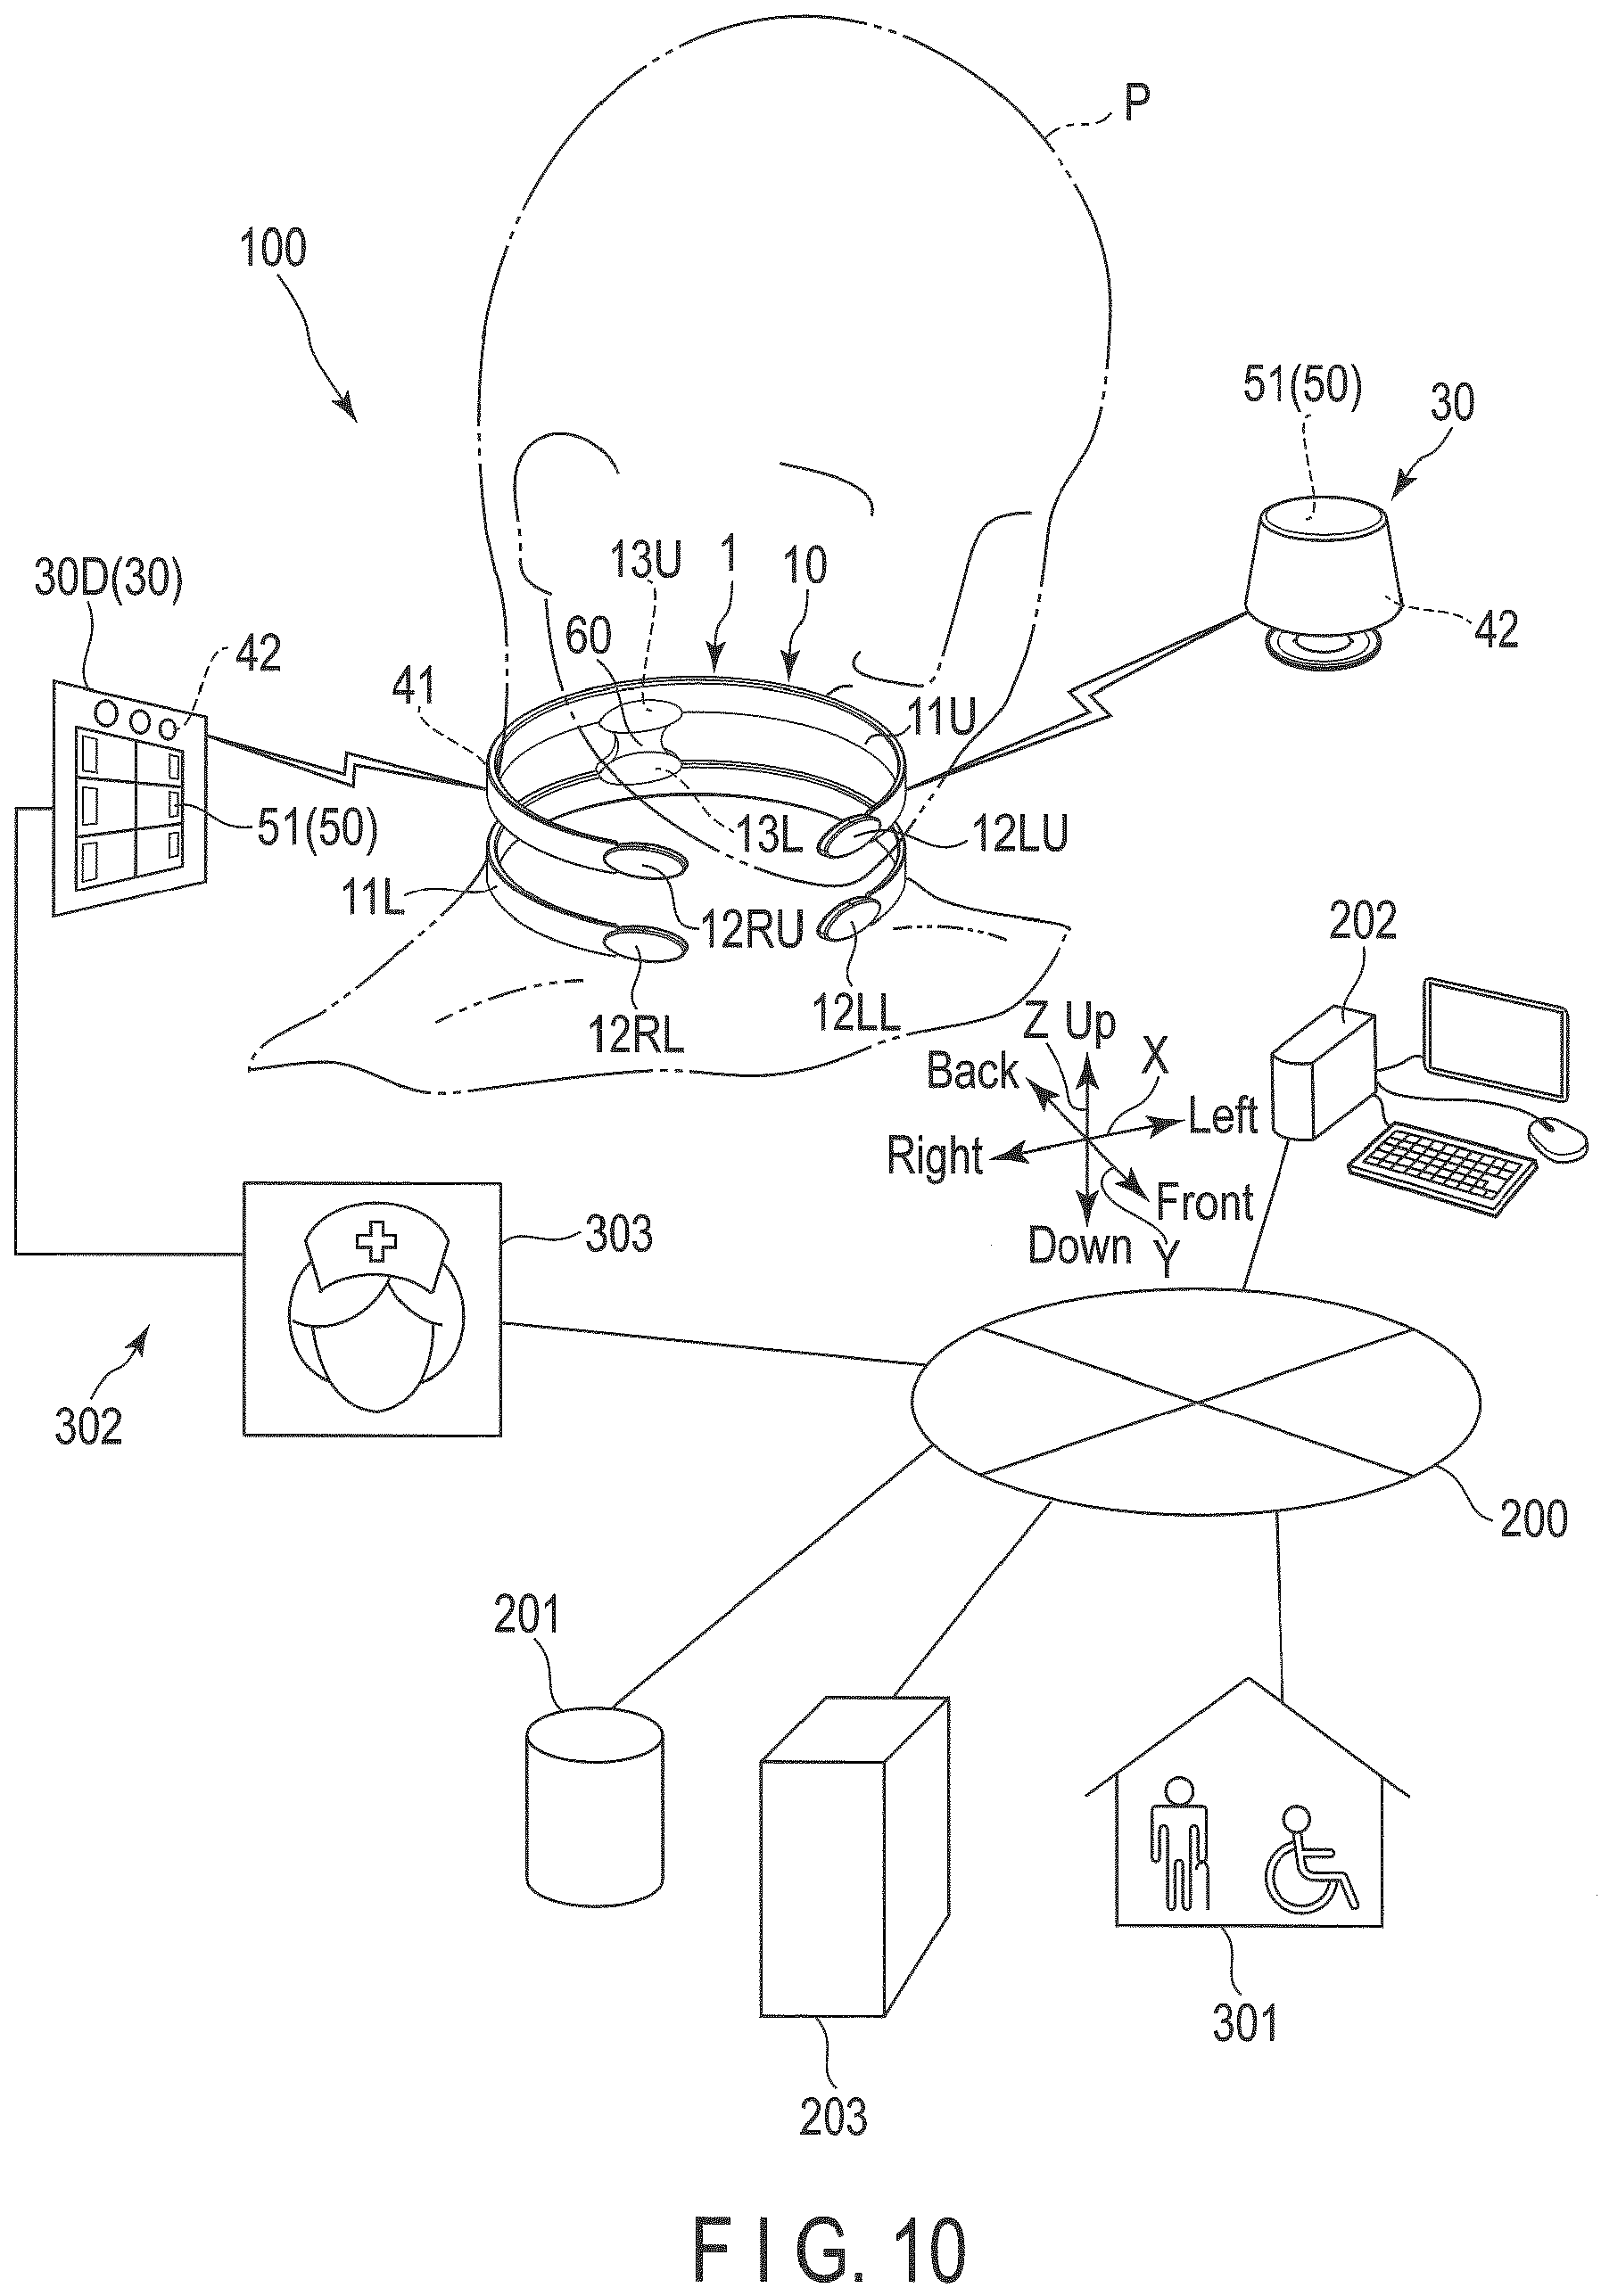 P
100
51(50)
30
30D(30)
13U
1
10
42
60
42
41
11U
51(50)
13L
12LU
11L
12RU
202
12RL
12LL
Z Up
Back
X
Left
Right
Front
303
Down
Y
302
200
201
301
203
FIG. 10